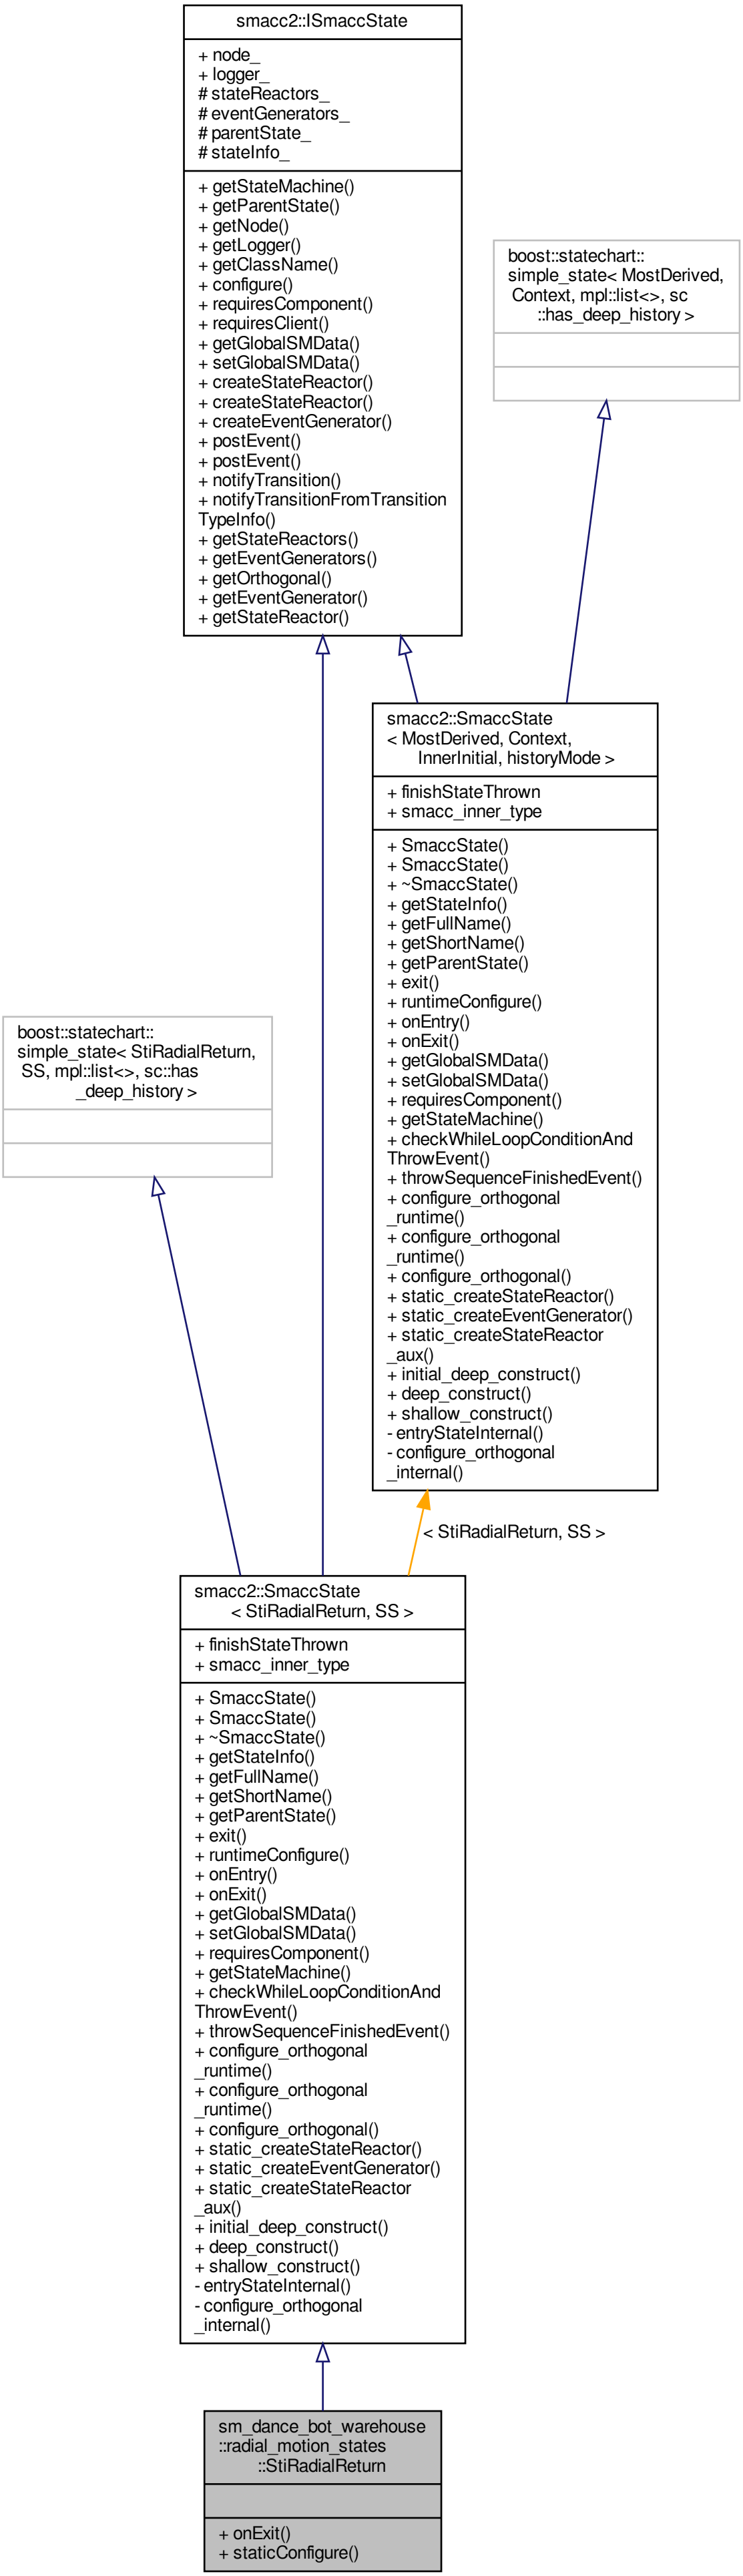 smacc2::ISmaccState
+ node_
+ logger_
# stateReactors_
# eventGenerators_
# parentState_
# stateInfo_
+ getStateMachine()
+ getParentState()
+ getNode()
+ getLogger()
+ getClassName()
+ configure()
+ requiresComponent()
+ requiresClient()
+ getGlobalSMData()
+ setGlobalSMData()
+ createStateReactor()
+ createStateReactor()
+ createEventGenerator()
+ postEvent()
+ postEvent()
+ notifyTransition()
+ notifyTransitionFromTransition
TypeInfo()
+ getStateReactors()
+ getEventGenerators()
+ getOrthogonal()
+ getEventGenerator()
+ getStateReactor()
boost::statechart::
simple_state< MostDerived,
Context, mpl::list<>, sc
::has_deep_history >
smacc2::SmaccState
< MostDerived, Context,
InnerInitial, historyMode >
+ finishStateThrown
+ smacc_inner_type
+ SmaccState()
+ SmaccState()
+ ~SmaccState()
+ getStateInfo()
+ getFullName()
+ getShortName()
+ getParentState()
+ exit()
+ runtimeConfigure()
+ onEntry()
+ onExit()
+ getGlobalSMData()
+ setGlobalSMData()
+ requiresComponent()
+ getStateMachine()
+ checkWhileLoopConditionAnd
ThrowEvent()
+ throwSequenceFinishedEvent()
+ configure_orthogonal
_runtime()
+ configure_orthogonal
_runtime()
+ configure_orthogonal()
+ static_createStateReactor()
+ static_createEventGenerator()
+ static_createStateReactor
_aux()
+ initial_deep_construct()
+ deep_construct()
+ shallow_construct()
- entryStateInternal()
- configure_orthogonal
_internal()
boost::statechart::
simple_state< StiRadialReturn,
SS, mpl::list<>, sc::has
_deep_history >
< StiRadialReturn, SS >
smacc2::SmaccState
< StiRadialReturn, SS >
+ finishStateThrown
+ smacc_inner_type
+ SmaccState()
+ SmaccState()
+ ~SmaccState()
+ getStateInfo()
+ getFullName()
+ getShortName()
+ getParentState()
+ exit()
+ runtimeConfigure()
+ onEntry()
+ onExit()
+ getGlobalSMData()
+ setGlobalSMData()
+ requiresComponent()
+ getStateMachine()
+ checkWhileLoopConditionAnd
ThrowEvent()
+ throwSequenceFinishedEvent()
+ configure_orthogonal
_runtime()
+ configure_orthogonal
_runtime()
+ configure_orthogonal()
+ static_createStateReactor()
+ static_createEventGenerator()
+ static_createStateReactor
_aux()
+ initial_deep_construct()
+ deep_construct()
+ shallow_construct()
- entryStateInternal()
- configure_orthogonal
_internal()
sm_dance_bot_warehouse
::radial_motion_states
::StiRadialReturn
+ onExit()
+ staticConfigure()